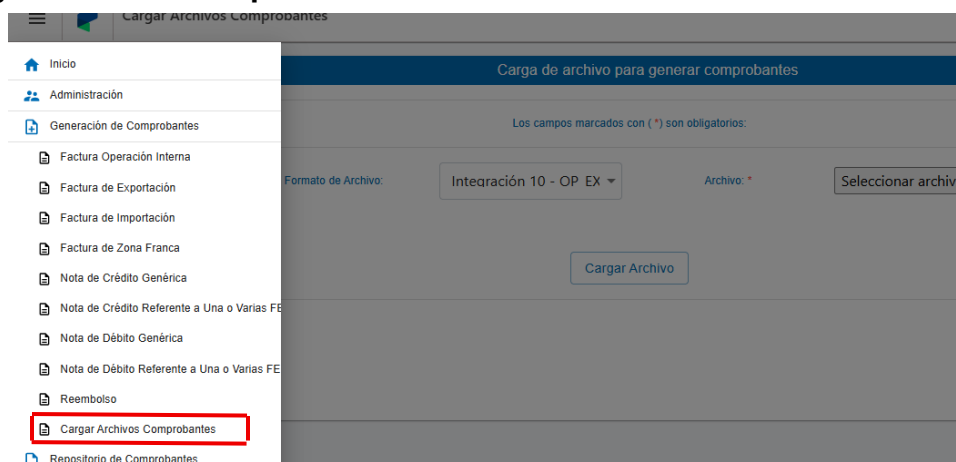 Cargar Archivos Comprobantes
Inicio
Administración
Generación de Comprobantes
Factura Operación Interna
Factura de Exportación
Factura de Importación
Factura de Zona Franca
Nota de Crédito Genérica
Nota de Crédito Referente a Una o Varias FE
Nota de Débito Genérica
Nota de Débito Referente a Una o Varias FE
Reembolso
Cargar Archivos Comprobantes
Repositorio de Comprobantes
Carga de archivo para generar comprobantes
Los campos marcados con (*) son obligatorios:
Formato de Archivo:
Integración 10 - OP EX
Archivo: *
Seleccionar archiv
Cargar Archivo